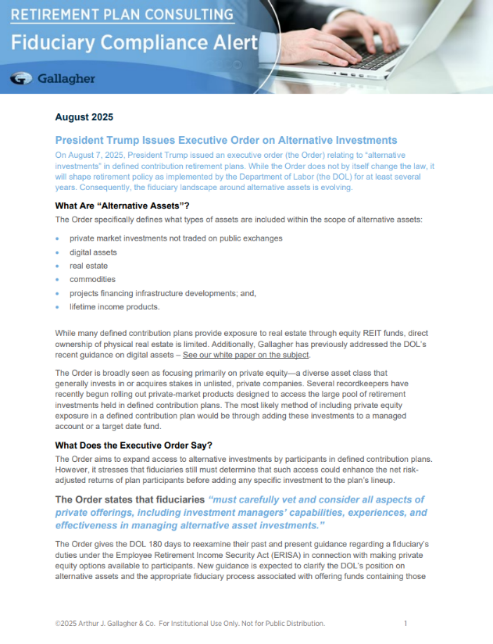 RETIREMENT PLAN CONSULTING
Fiduciary Compliance Alert
Gallagher
August 2025
President Trump Issues Executive Order on Alternative Investments
On August 7, 2025, President Trump issued an executive order (the Order) relating to “alternative
investments” in defined contribution retirement plans. While the Order does not by itself change the law, it
will shape retirement policy as implemented by the Department of Labor (the DOL) for at least several
years. Consequently, the fiduciary landscape around alternative assets is evolving.
What Are “Alternative Assets”?
The Order specifically defines what types of assets are included within the scope of alternative assets:
• private market investments not traded on public exchanges
• digital assets
• real estate
• commodities
• projects financing infrastructure developments; and,
• lifetime income products.
While many defined contribution plans provide exposure to real estate through equity REIT funds, direct
ownership of physical real estate is limited. Additionally, Gallagher has previously addressed the DOL’s
recent guidance on digital assets – See our white paper on the subject.
The Order is broadly seen as focusing primarily on private equity—a diverse asset class that
generally invests in or acquires stakes in unlisted, private companies. Several recordkeepers have
recently begun rolling out private-market products designed to access the large pool of retirement
investments held in defined contribution plans. The most likely method of including private equity
exposure in a defined contribution plan would be through adding these investments to a managed
account or a target date fund.
What Does the Executive Order Say?
The Order aims to expand access to alternative investments by participants in defined contribution plans.
However, it stresses that fiduciaries still must determine that such access could enhance the net risk-
adjusted returns of plan participants before adding any specific investment to the plan’s lineup.
The Order states that fiduciaries “must carefully vet and consider all aspects of
private offerings, including investment managers’ capabilities, experiences, and
effectiveness in managing alternative asset investments.”
The Order gives the DOL 180 days to reexamine their past and present guidance regarding a fiduciary’s
duties under the Employee Retirement Income Security Act (ERISA) in connection with making private
equity options available to participants. New guidance is expected to clarify the DOL’s position on
alternative assets and the appropriate fiduciary process associated with offering funds containing those
©2025 Arthur J. Gallagher & Co. For Institutional Use Only. Not for Public Distribution. 1